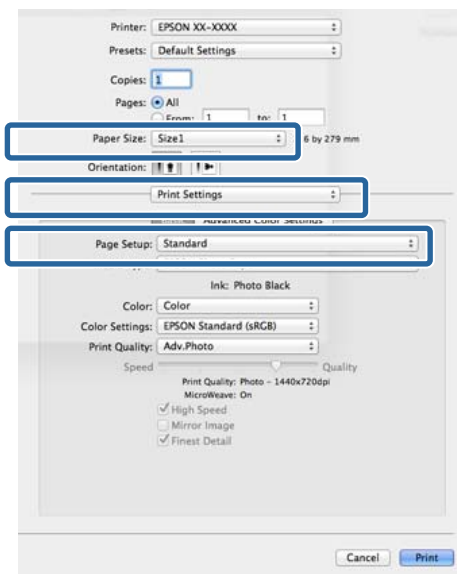 Printer: EPSON XX-XXXX
Presets: Default Settings
Copies: 1
Pages: All
From: 1 to: 1
Paper Size: Size1 6 by 279 mm
Orientation:
Print Settings
Advanced Color Settings
Page Setup: Standard
Ink: Photo Black
Color: Color
Color Settings: EPSON Standard (sRGB)
Print Quality: Adv.Photo
Speed Quality
Print Quality: Photo - 1440x720dpi
MicroWeave: On
High Speed
Mirror Image
Finest Detail
Cancel Print